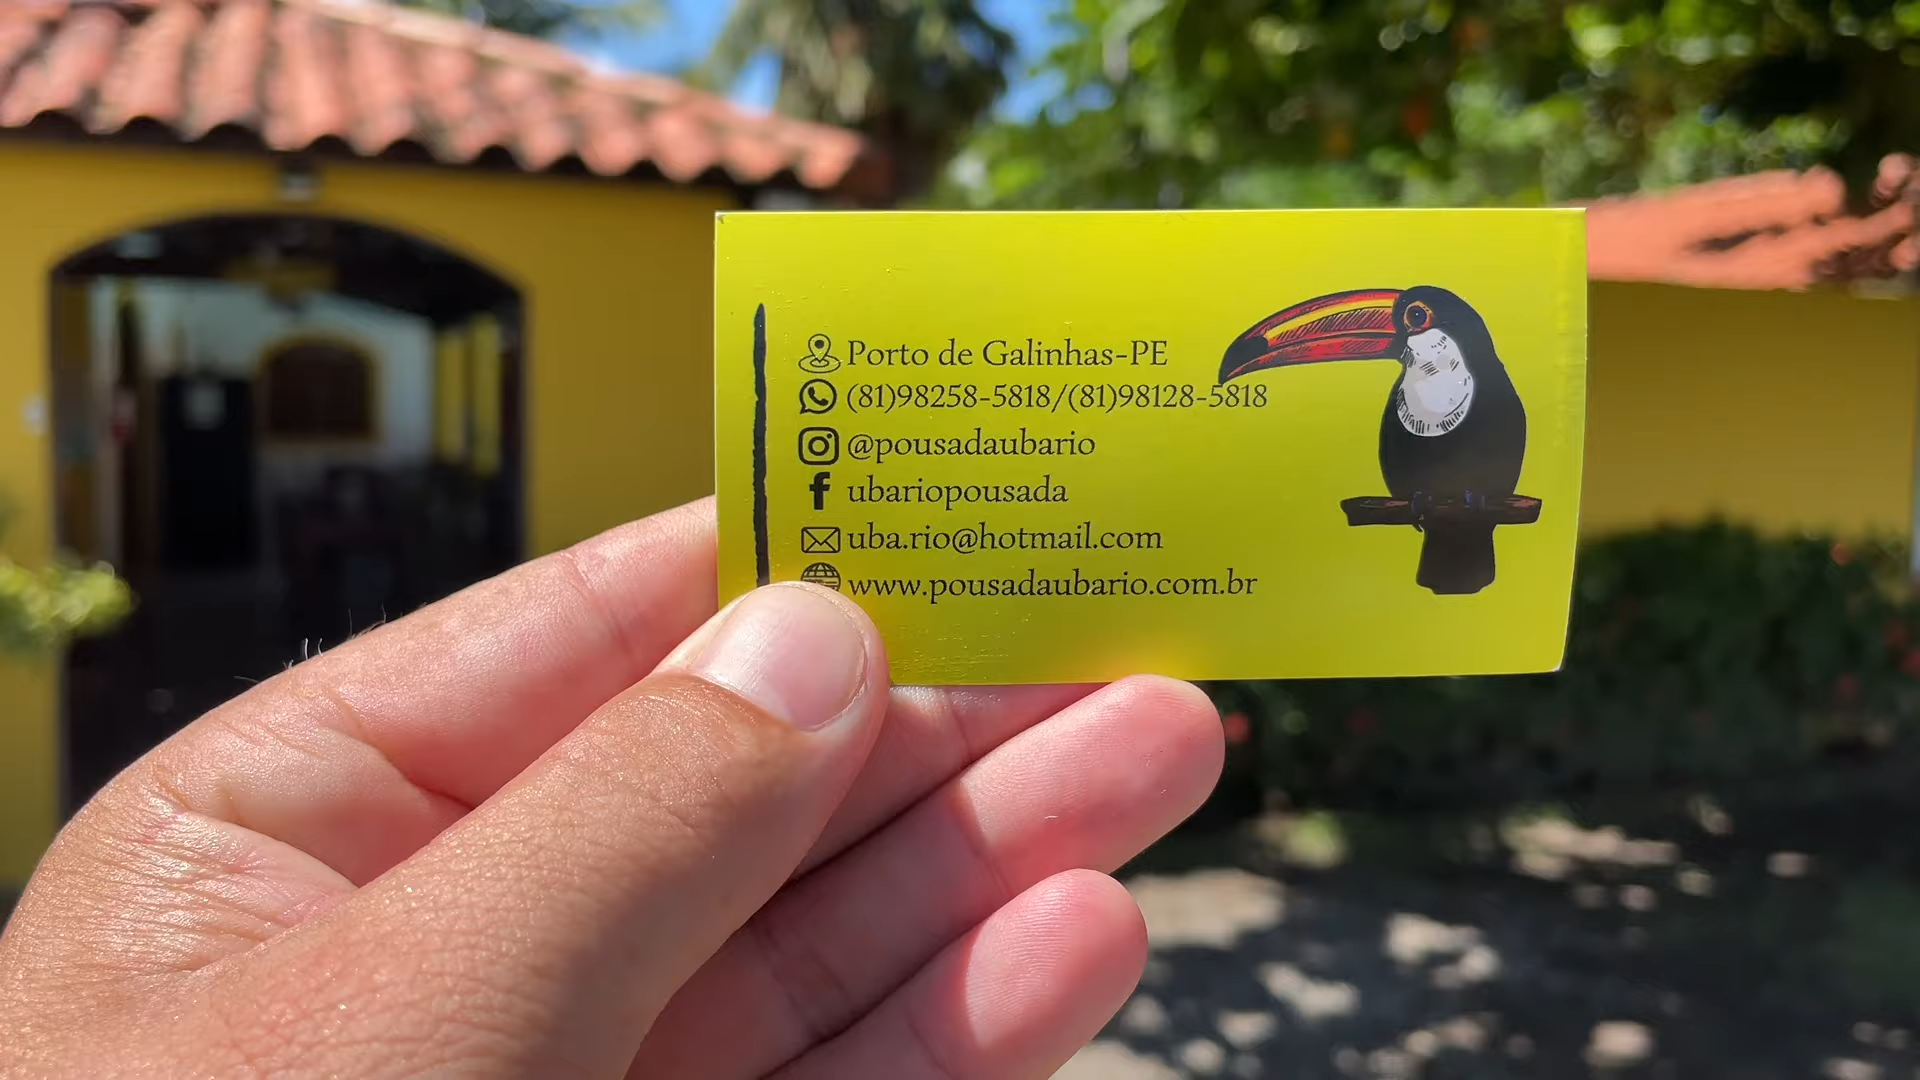 Porto de Galinhas-PE
(81)98258-5818/(81)98128-5818
@pousadaubario
ubariopousada
uba.rio@hotmail.com
www.pousadaubario.com.br